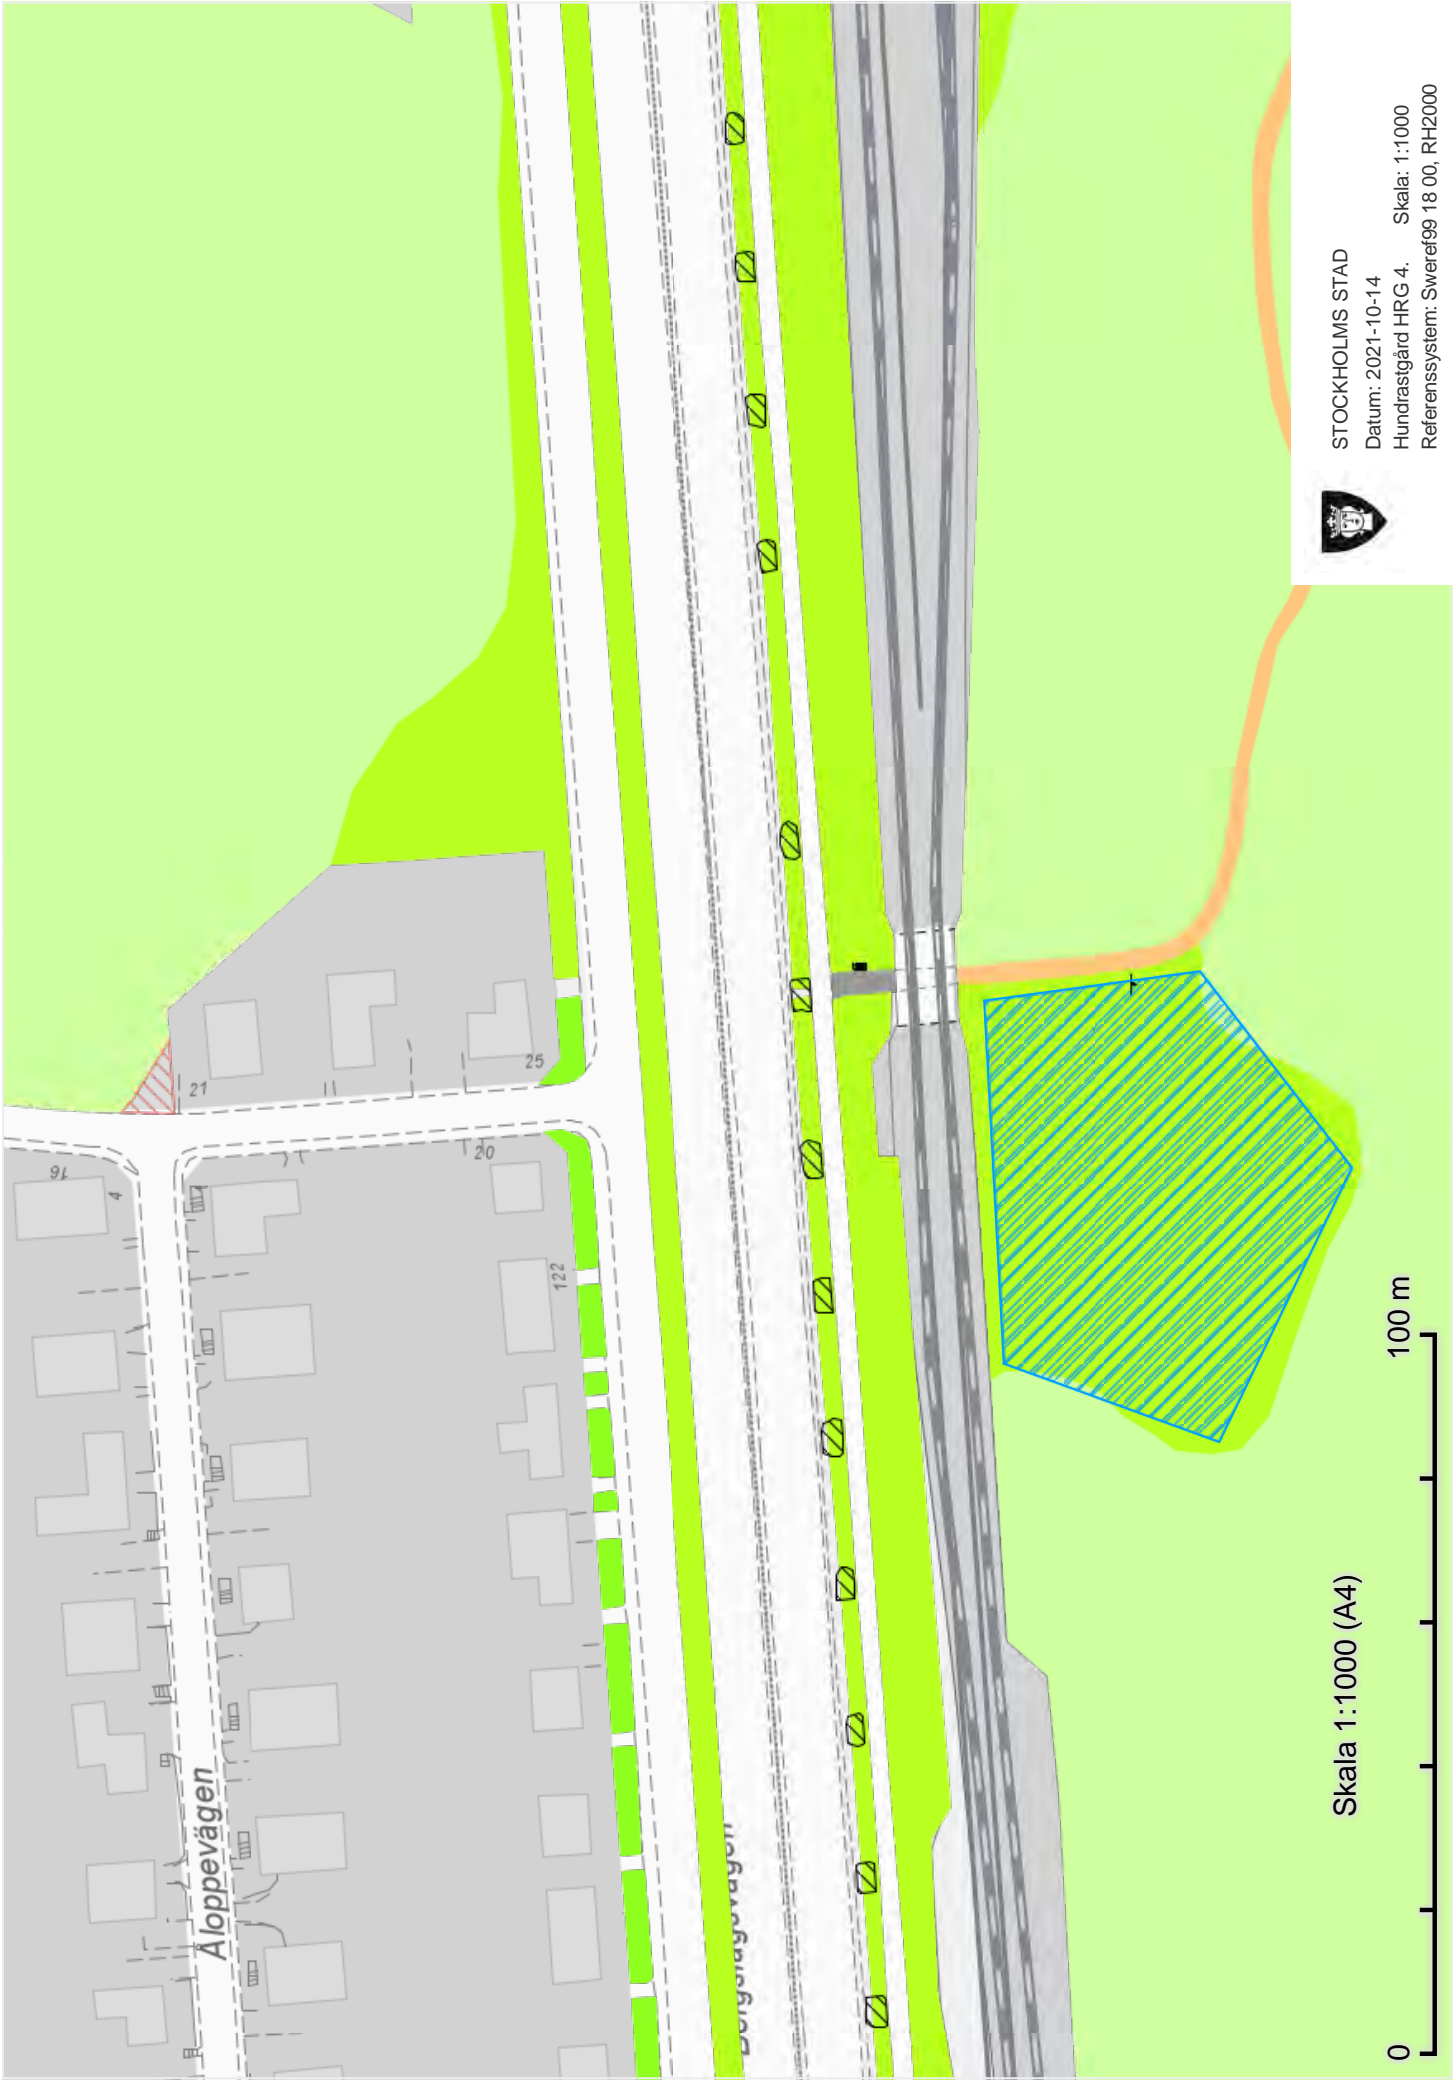 STOCKHOLMS STAD
Datum: 2021-10-14
Hundrastgård HRG 4. Skala: 1:1000
Referenssystem: Sweref99 18 00, RH2000
Åloppevägen
16
4
21
25
20
122
Skala 1:1000 (A4)
0
100 m